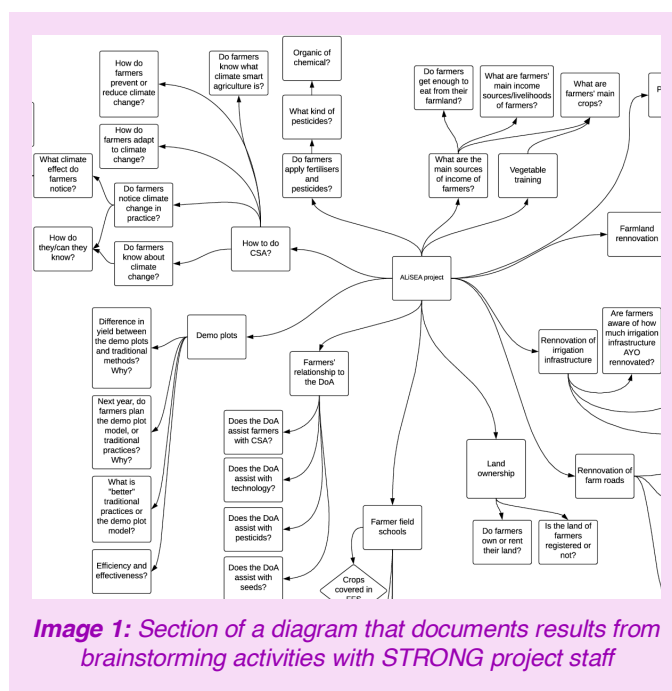 How do
farmers
prevent or
reduce climate
change?
Do farmers
know what
climate smart
agriculture is?
Organic of
chemical?
Do farmers
get enough to
eat from their
farmland?
What are farmers'
main income
sources/livelihoods
of farmers?
What are
farmers' main
crops?
P
What kind of
pesticides?
How do
farmers adapt
to climate
change?
What climate
effect do
farmers
notice?
Do farmers
notice climate
change in
practice?
Do farmers
apply fertilisers
and
pesticides?
What are the
main sources
of income of
farmers?
Vegetable
training
How do
they/can they
know?
Do farmers
know about
climate
change?
How to do
CSA?
Farmland
rennovation
ALiSEA project
Difference in
yield between
the demo plots
and traditional
methods?
Why?
Demo plots
Farmers'
relationship to
the DoA
Rennovation of
irrigation
infrastructure
Are farmers
aware of how
much irrigation
infrastructure
AYO
rennovated?
Next year, do
farmers plan
the demo plot
model, or
traditional
practices?
Why?
Does the DoA
assist farmers
with CSA?
Does the DoA
assist with
technology?
Land
ownership
Rennovation of
farm roads
What is
"better"
traditional
practices or
the demo plot
model?
Does the DoA
assist with
pesticids?
Farmer field
schools
Do farmers
own or rent
their land?
Is the land of
farmers
registered or
not?
Efficiency and
effectiveness?
Does the DoA
assist with
seeds?
Crops
covered in
Image 1: Section of a diagram that documents results from
brainstorming activities with STRONG project staff